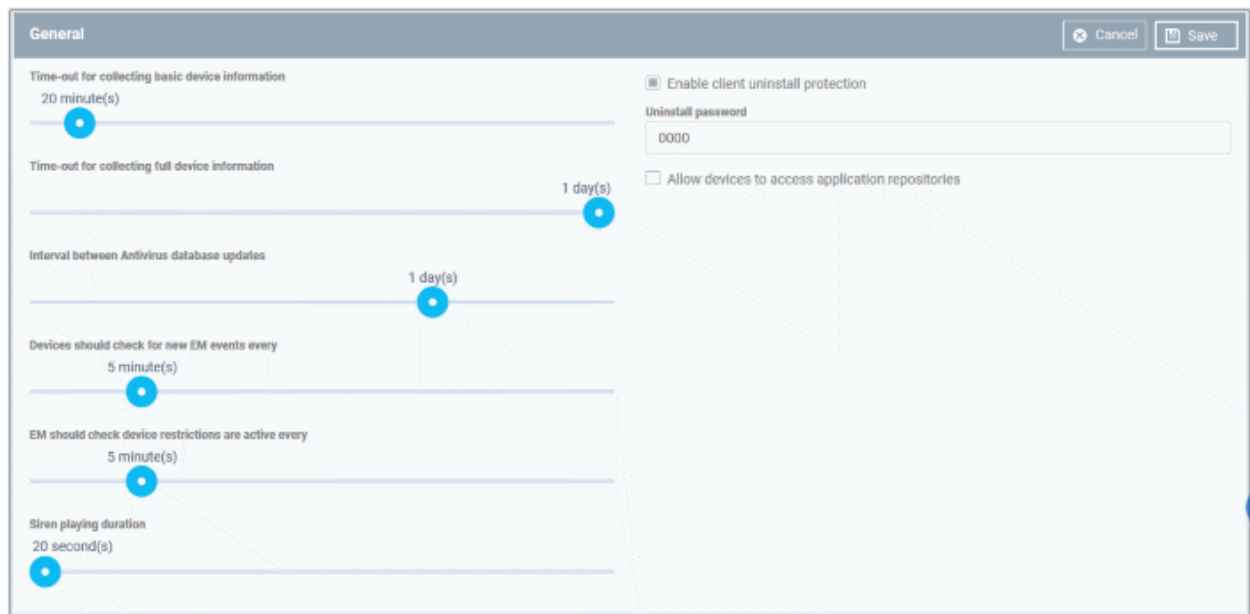 General
Cancel
Save
Time-out for collecting basic device information
20 minute(s)
Time-out for collecting full device information
1 day(s)
Interval between Antivirus database updates
1 day(s)
Devices should check for new EM events every
5 minute(s)
EM should check device restrictions are active every
5 minute(s)
Siren playing duration
20 second(s)
Enable client uninstall protection
Uninstall password
0000
Allow devices to access application repositories